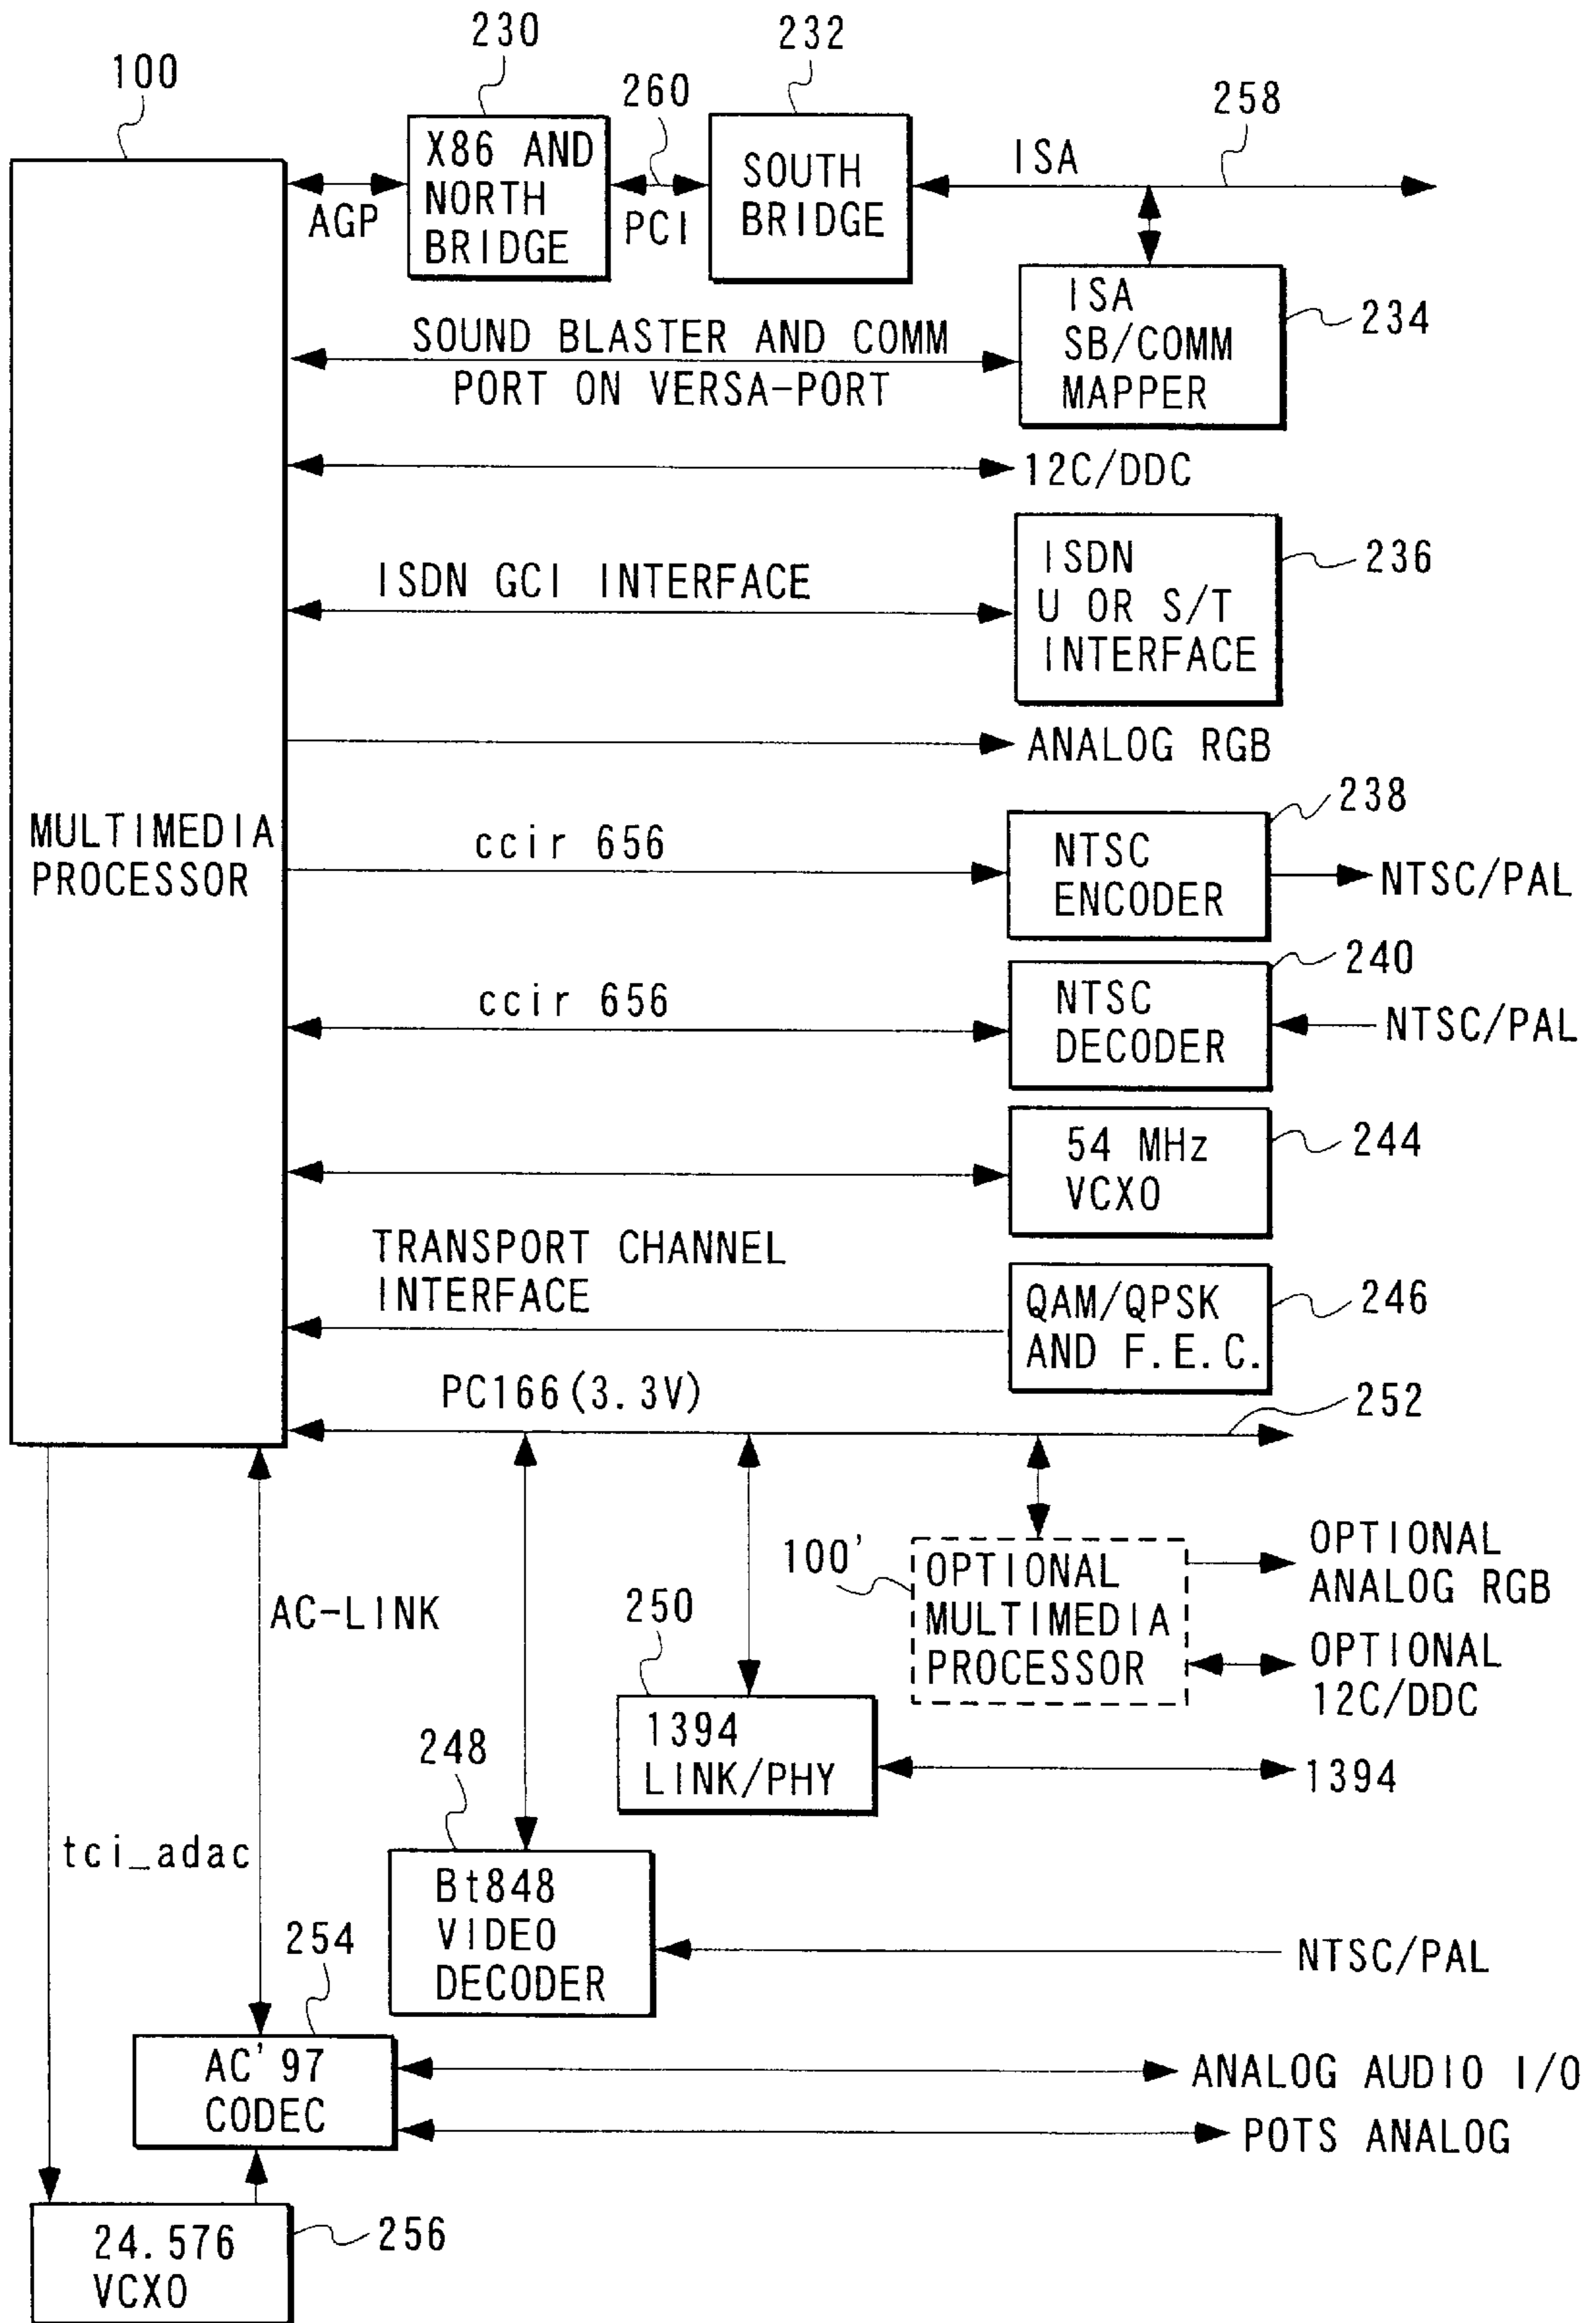 230
232
100
260
258
X86 AND
NORTH
BRIDGE
SOUTH
BRIDGE
ISA
AGP
PCI
ISA
SB/COMM
MAPPER
234
SOUND BLASTER AND COMM
PORT ON VERSA-PORT
12C/DDC
ISDN GCI INTERFACE
ISDN
U OR S/T
INTERFACE
236
ANALOG RGB
MULTIMEDIA
PROCESSOR
ccir 656
NTSC
ENCODER
238
NTSC/PAL
ccir 656
NTSC
DECODER
240
NTSC/PAL
54 MHz
VCXO
244
TRANSPORT CHANNEL
INTERFACE
QAM/QPSK
AND F.E.C.
246
PC166(3.3V)
252
100'
OPTIONAL
MULTIMEDIA
PROCESSOR
OPTIONAL
ANALOG RGB
OPTIONAL
12C/DDC
AC-LINK
250
1394
LINK/PHY
1394
248
tci_adac
Bt848
VIDEO
DECODER
NTSC/PAL
254
AC'97
CODEC
ANALOG AUDIO I/O
POTS ANALOG
24.576
VCXO
256